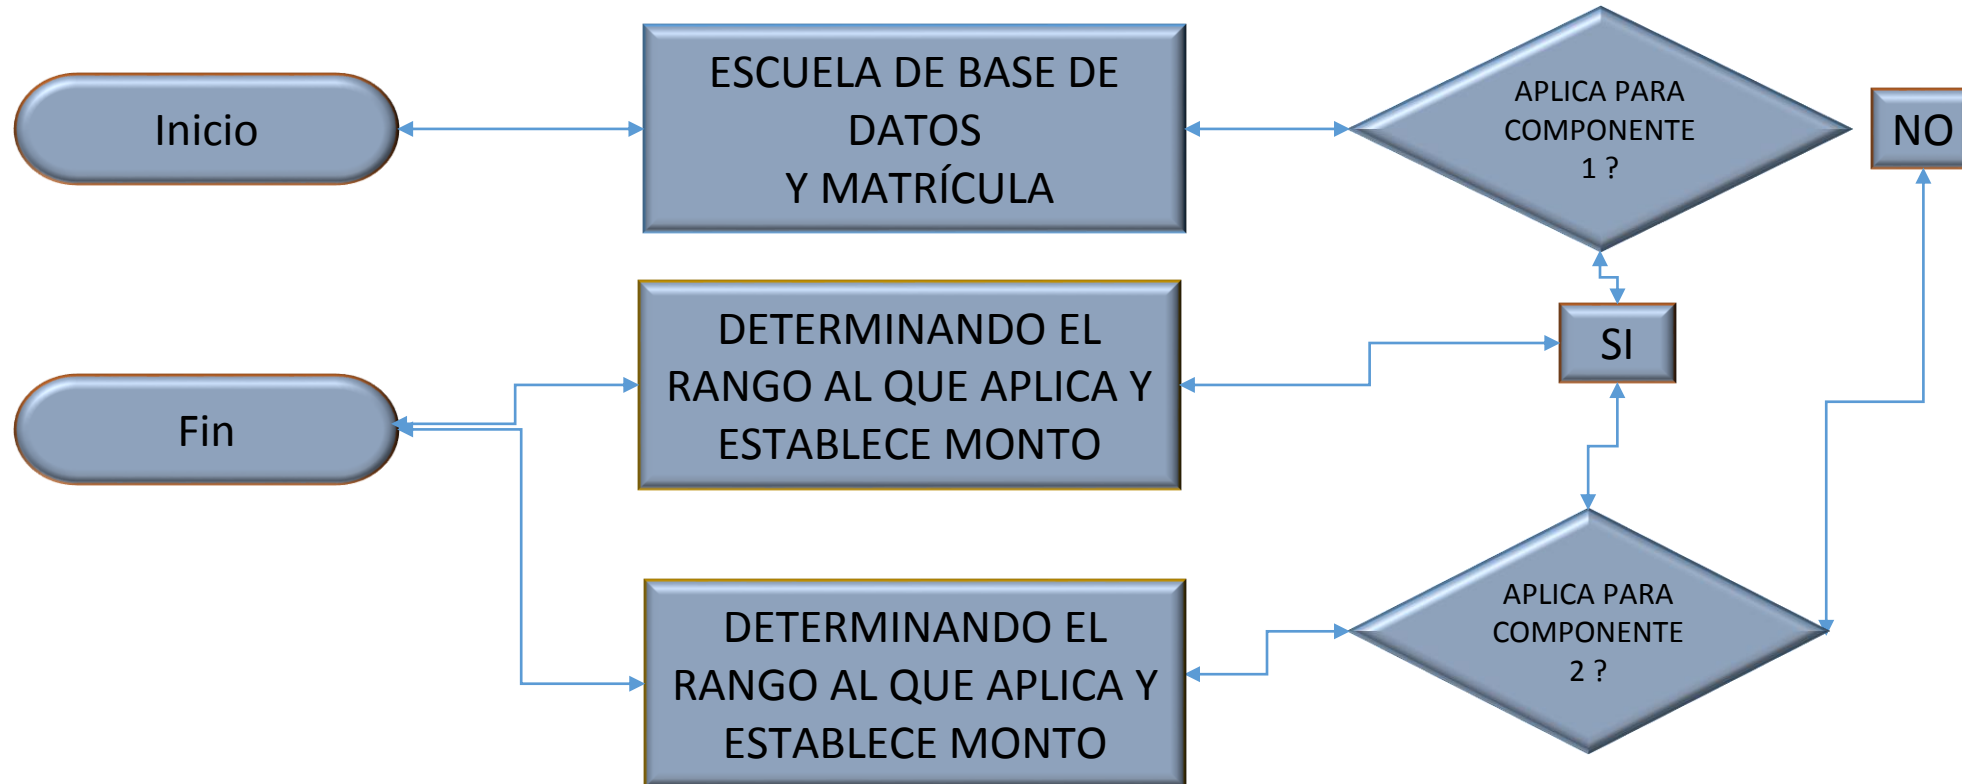 Inicio
ESCUELA DE BASE DE
DATOS
Y MATRÍCULA
APLICA PARA
COMPONENTE
1 ?
NO
SI
DETERMINANDO EL
RANGO AL QUE APLICA Y
ESTABLECE MONTO
Fin
APLICA PARA
COMPONENTE
2 ?
DETERMINANDO EL
RANGO AL QUE APLICA Y
ESTABLECE MONTO